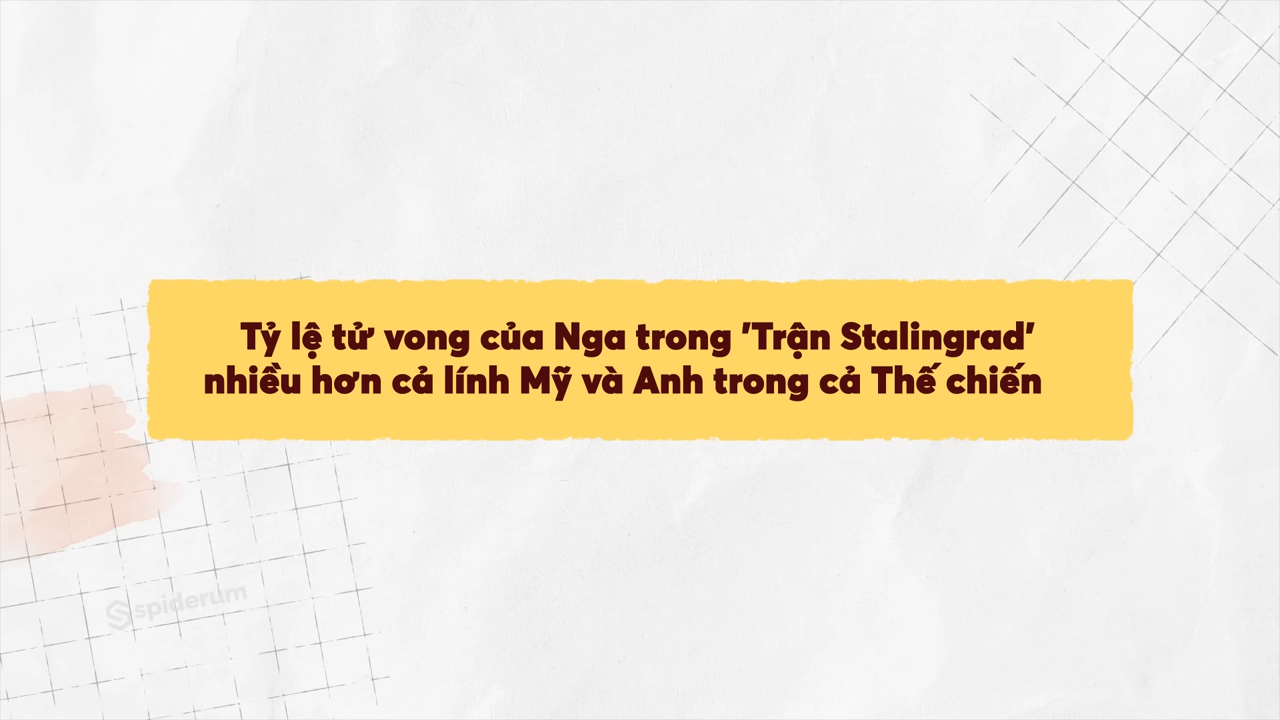 Tỷ lệ tử vong của Nga trong 'Trận Stalingrad'
nhiều hơn cả lính Mỹ và Anh trong cả Thế chiến
spiderum